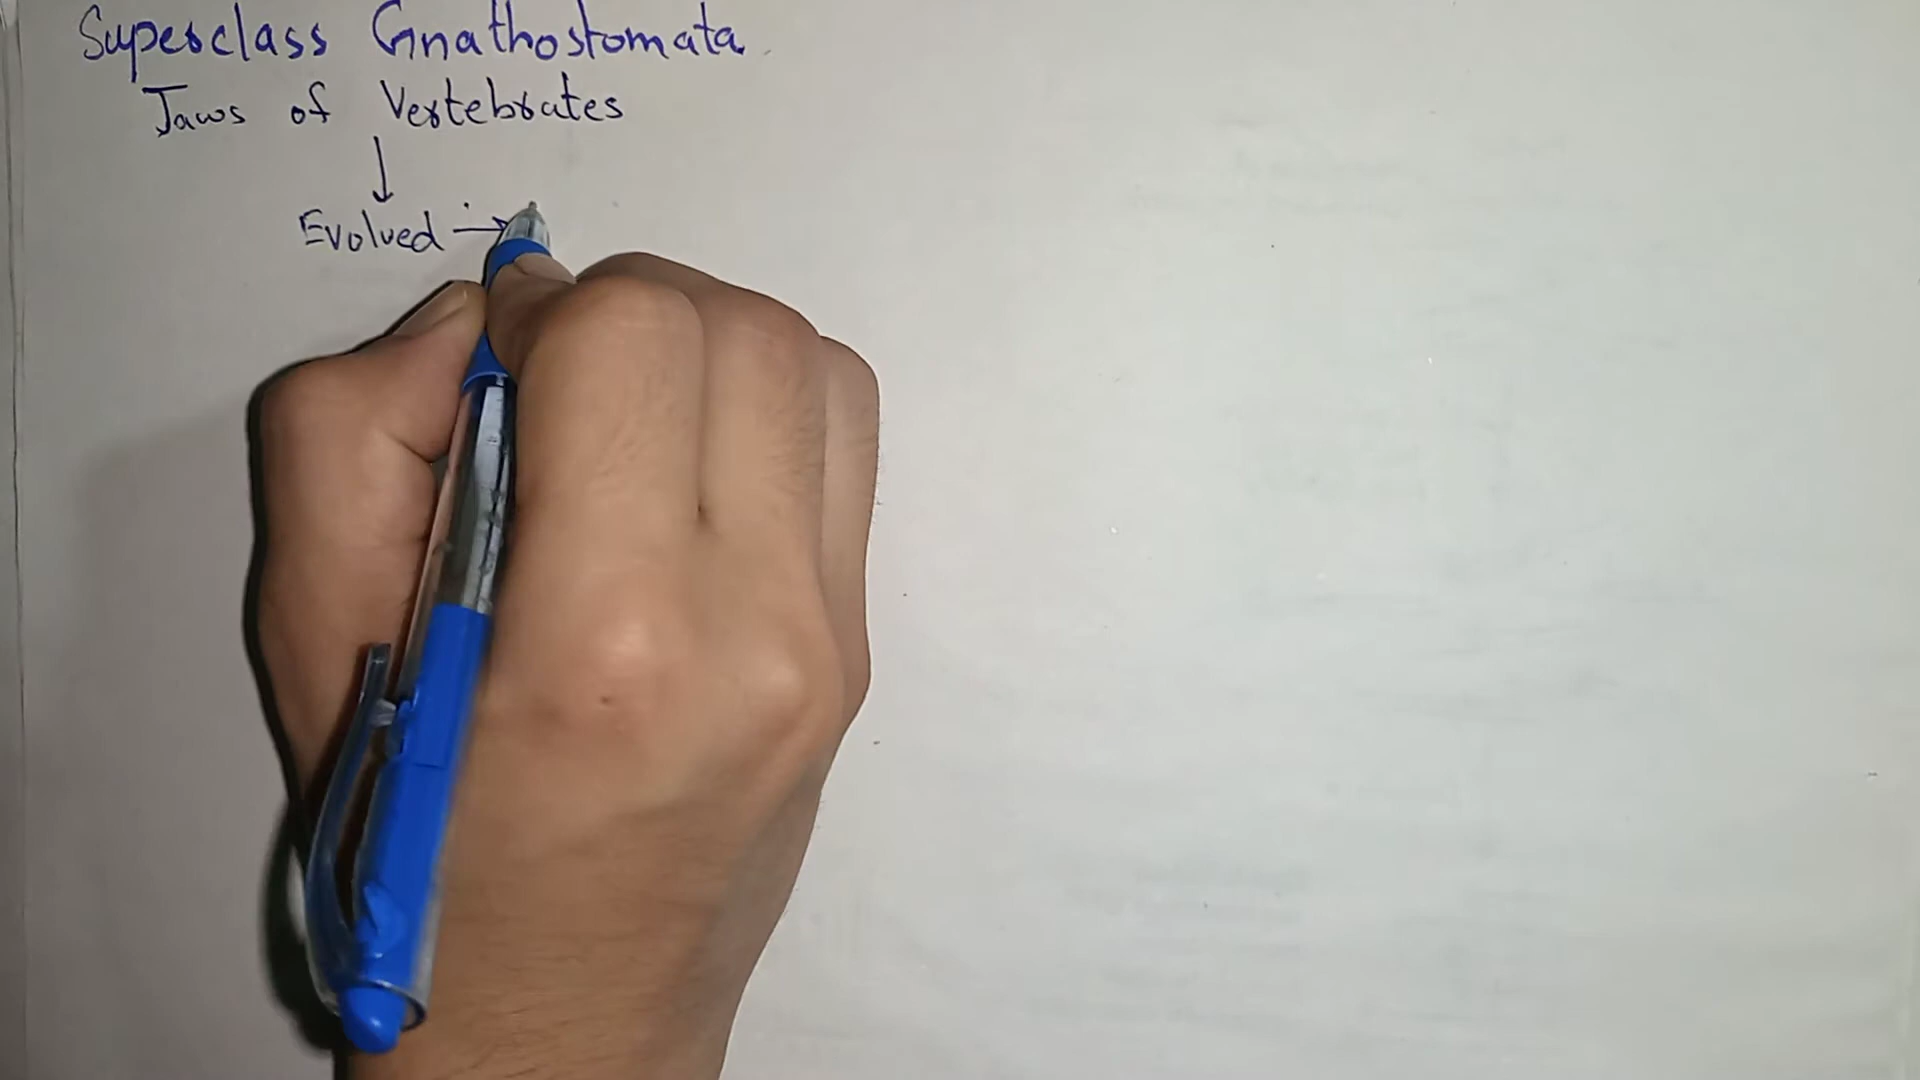 Superclass Gnathostomata
Jaws of Vertebrates
↓
Evolved →